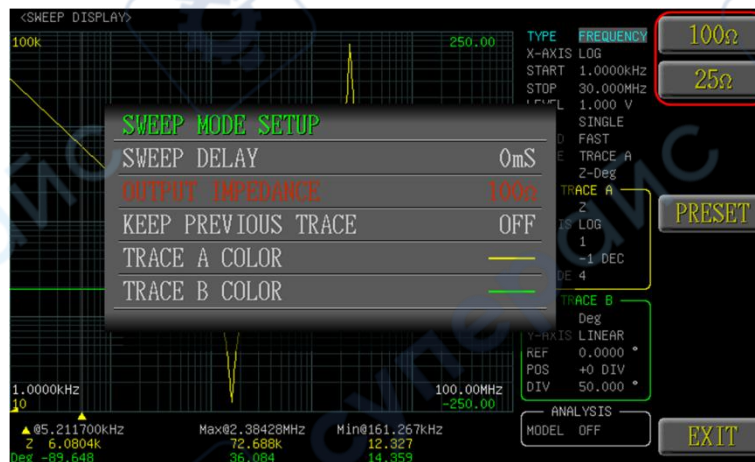 <SWEEP DISPLAY>
100k
250.00
TYPE FREQUENCY
X-AXIS LOG
START 1.0000kHz
STOP 30.000MHz
1.000 V
SINGLE
FAST
TRACE A
Z-Deg
100Ω
25Ω
SWEEP MODE SETUP
SWEEP DELAY 0mS
OUTPUT IMPEDANCE 100Ω
KEEP PREVIOUS TRACE OFF
TRACE A COLOR
TRACE B COLOR
TRACE A
Z
LOG
1
-1 DEC
4
PRESET
TRACE B
Deg
Y-AXIS LINEAR
REF 0.0000 °
POS +0 DIV
DIV 50.000 °
1.0000kHz
100.00MHz
10
-250.00
ANALYSIS
MODEL OFF
EXIT
▲ @5.211700kHz Max@2.38428MHz Min@161.267kHz
Z 6.0804k 72.688k 12.327
Deg -89.648 36.084 14.359
супербайс